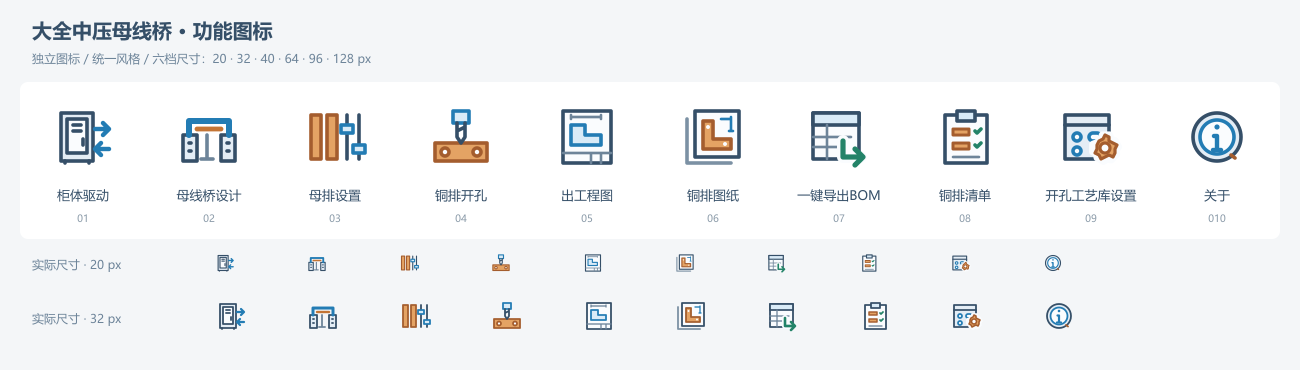 大全中压母线桥·功能图标
独立图标 / 统一风格 / 六档尺寸：20 · 32 · 40 · 64 · 96 · 128 px
柜体驱动 母线桥设计 母排设置 铜排开孔 出工程图 铜排图纸 一键导出BOM 铜排清单 开孔工艺库设置 关于
01 02 03 04 05 06 07 08 09 010
实际尺寸 · 20 px
实际尺寸 · 32 px